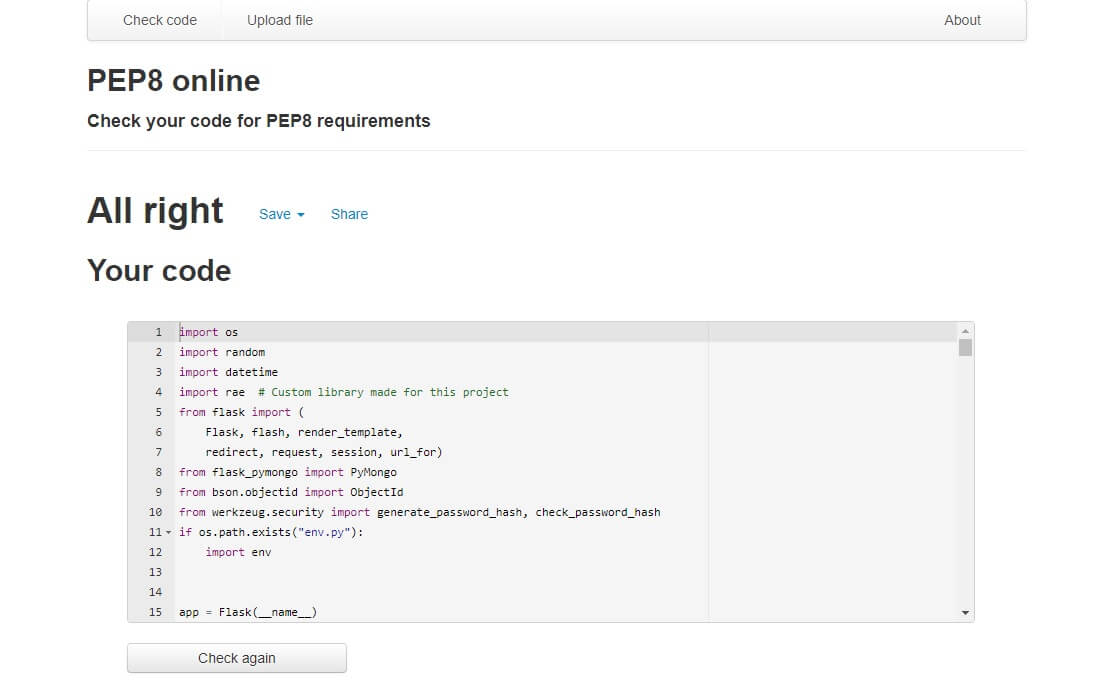 Check code Upload file About
PEP8 online
Check your code for PEP8 requirements
All right Save Share
Your code
1 import os
2 import random
3 import datetime
4 import rae  # Custom library made for this project
5 from flask import (
6     Flask, flash, render_template,
7     redirect, request, session, url_for)
8 from flask_pymongo import PyMongo
9 from bson.objectid import ObjectId
10 from werkzeug.security import generate_password_hash, check_password_hash
11 if os.path.exists("env.py"):
12     import env
13
14
15 app = Flask(__name__)
Check again